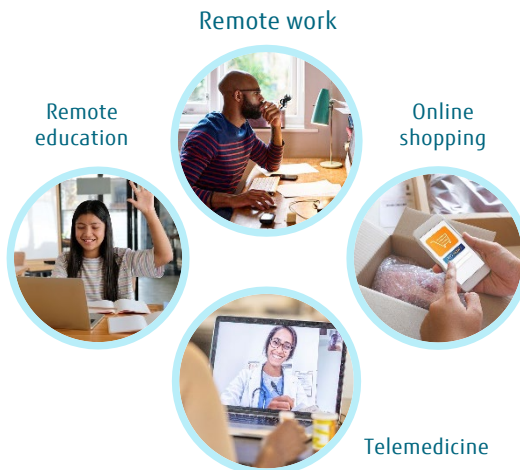 Remote work
Remote
education
Online
shopping
Telemedicine